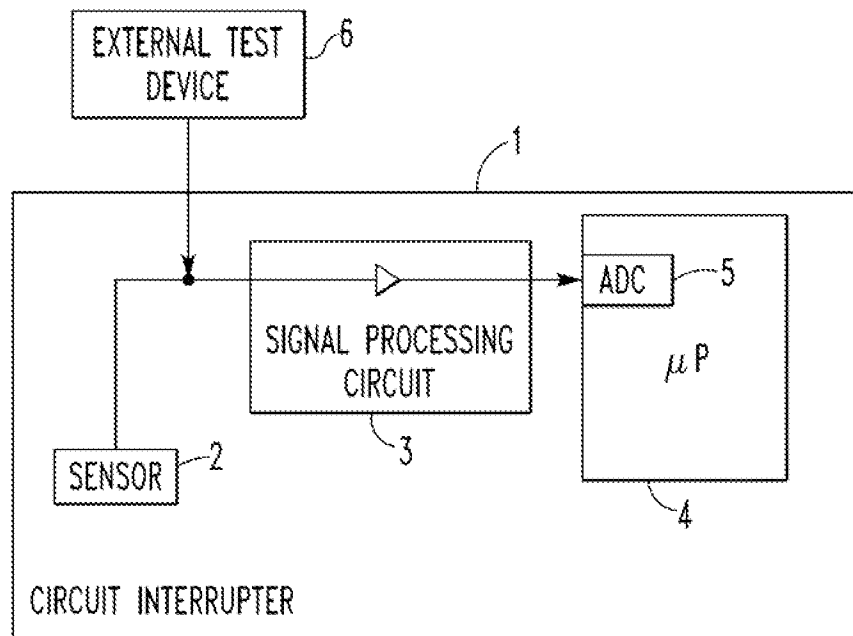 EXTERNAL TEST
DEVICE
6
1
ADC
5
μP
SIGNAL PROCESSING
CIRCUIT
3
2
SENSOR
4
CIRCUIT INTERRUPTER